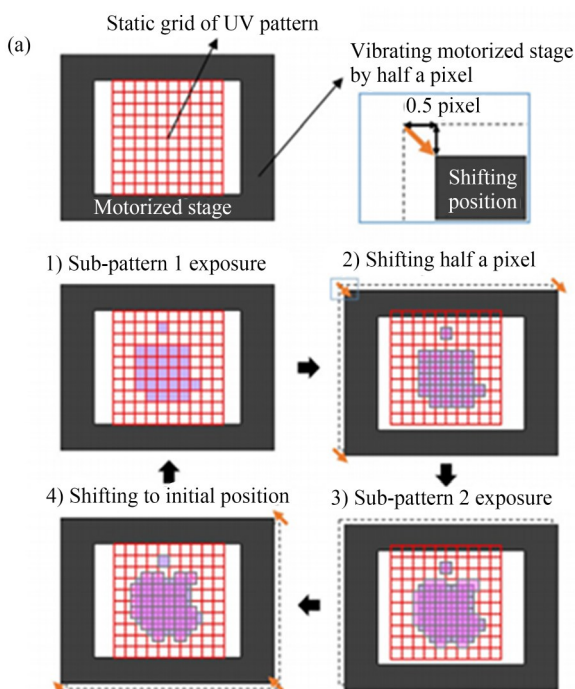 (a)
Static grid of UV pattern
Vibrating motorized stage
by half a pixel
0.5 pixel
Shifting
position
Motorized stage
1) Sub-pattern 1 exposure
2) Shifting half a pixel
4) Shifting to initial position
3) Sub-pattern 2 exposure